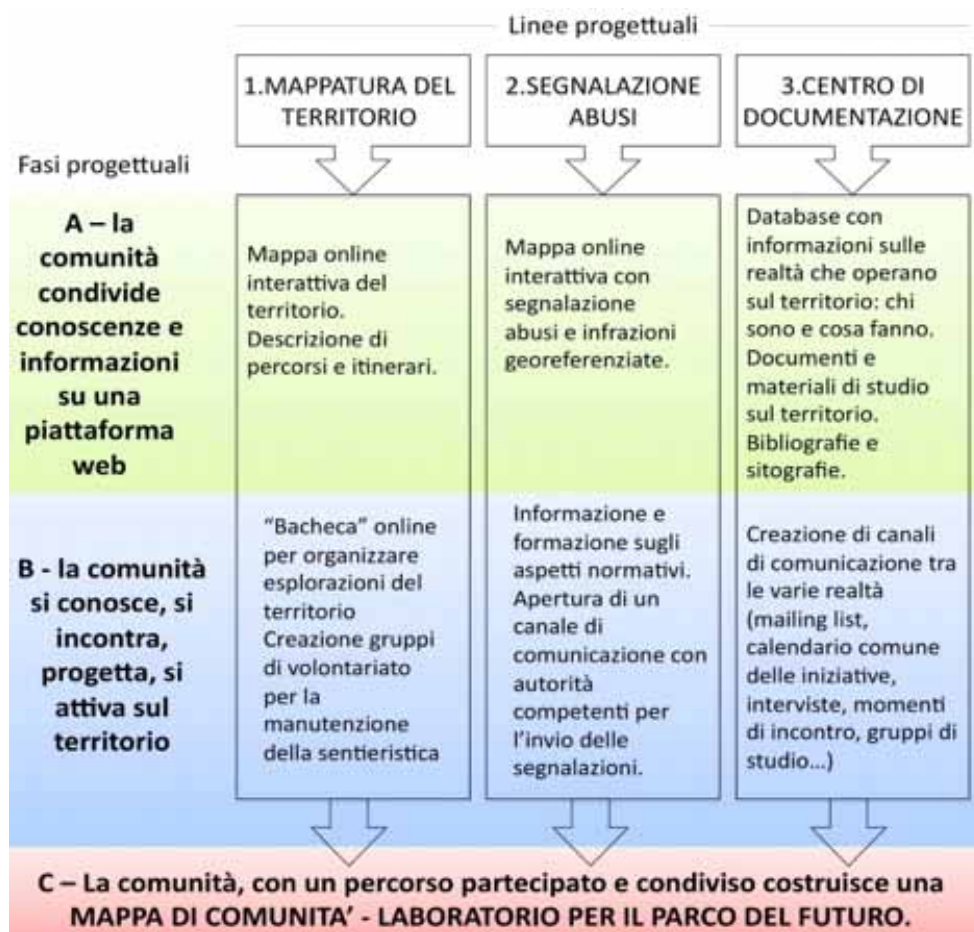 Linee progettuali
1.MAPPATURA DEL
TERRITORIO
2.SEGNALAZIONE
ABUSI
3.CENTRO DI
DOCUMENTAZIONE
Fasi progettuali
A – la
comunità
condivide
conoscenze e
informazioni
su una
piattaforma
web
Mappa online
interattiva del
territorio.
Descrizione di
percorsi e itinerari.
Mappa online
interattiva con
segnalazione
abusi e infrazioni
georeferenziate.
Database con
informazioni sulle
realtà che operano
sul territorio: chi
sono e cosa fanno.
Documenti e
materiali di studio
sul territorio.
Bibliografie e
sitografie.
B - la comunità
si conosce, si
incontra,
progetta, si
attiva sul
territorio
“Bacheca” online
per organizzare
esplorazioni del
territorio
Creazione gruppi
di volontariato
per la
manutenzione
della sentieristica
Informazione e
formazione sugli
aspetti normativi.
Apertura di un
canale di
comunicazione con
autorità
competenti per
l’invio delle
segnalazioni.
Creazione di canali
di comunicazione tra
le varie realtà
(mailing list,
calendario comune
delle iniziative,
interviste, momenti
di incontro, gruppi di
studio...)
C – La comunità, con un percorso partecipato e condiviso costruisce una
MAPPA DI COMUNITA’ - LABORATORIO PER IL PARCO DEL FUTURO.